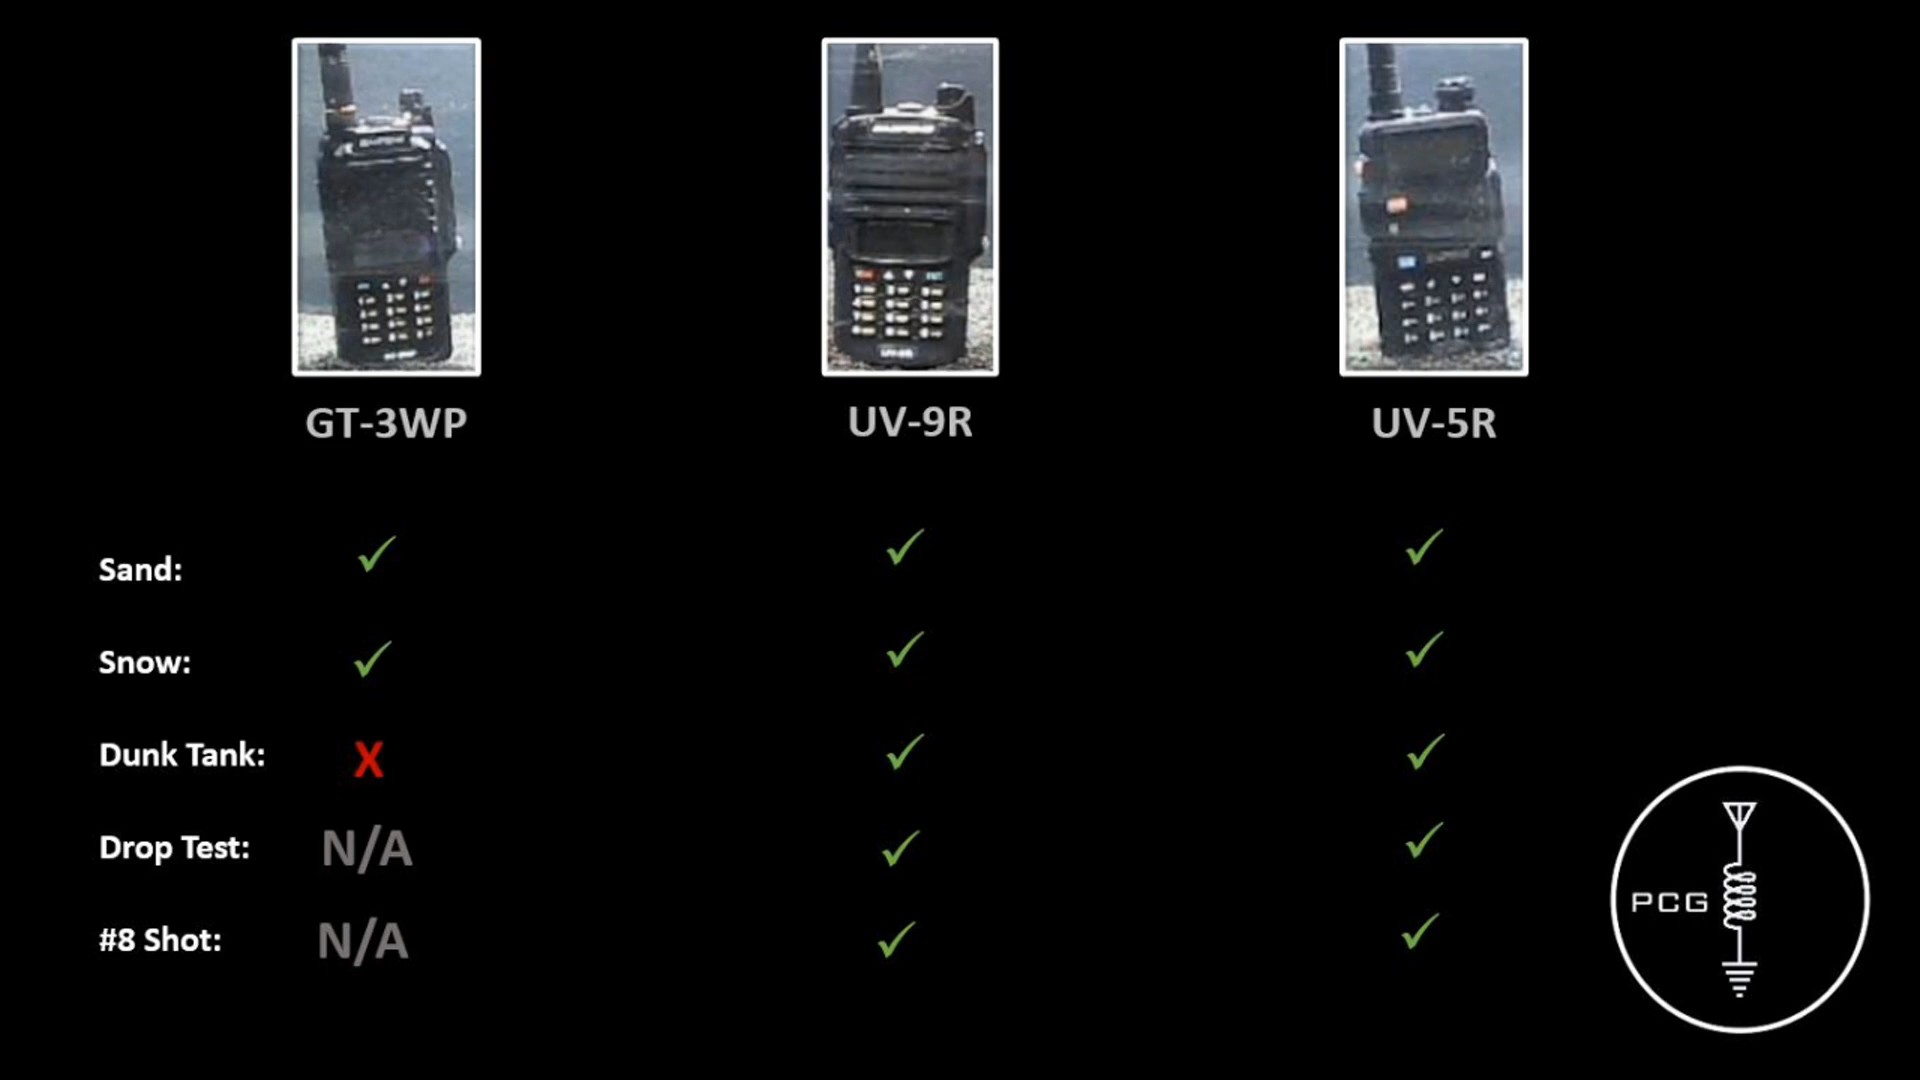 GT-3WP UV-9R UV-5R
Sand:
Snow:
Dunk Tank: X
Drop Test: N/A
#8 Shot: N/A
PCG